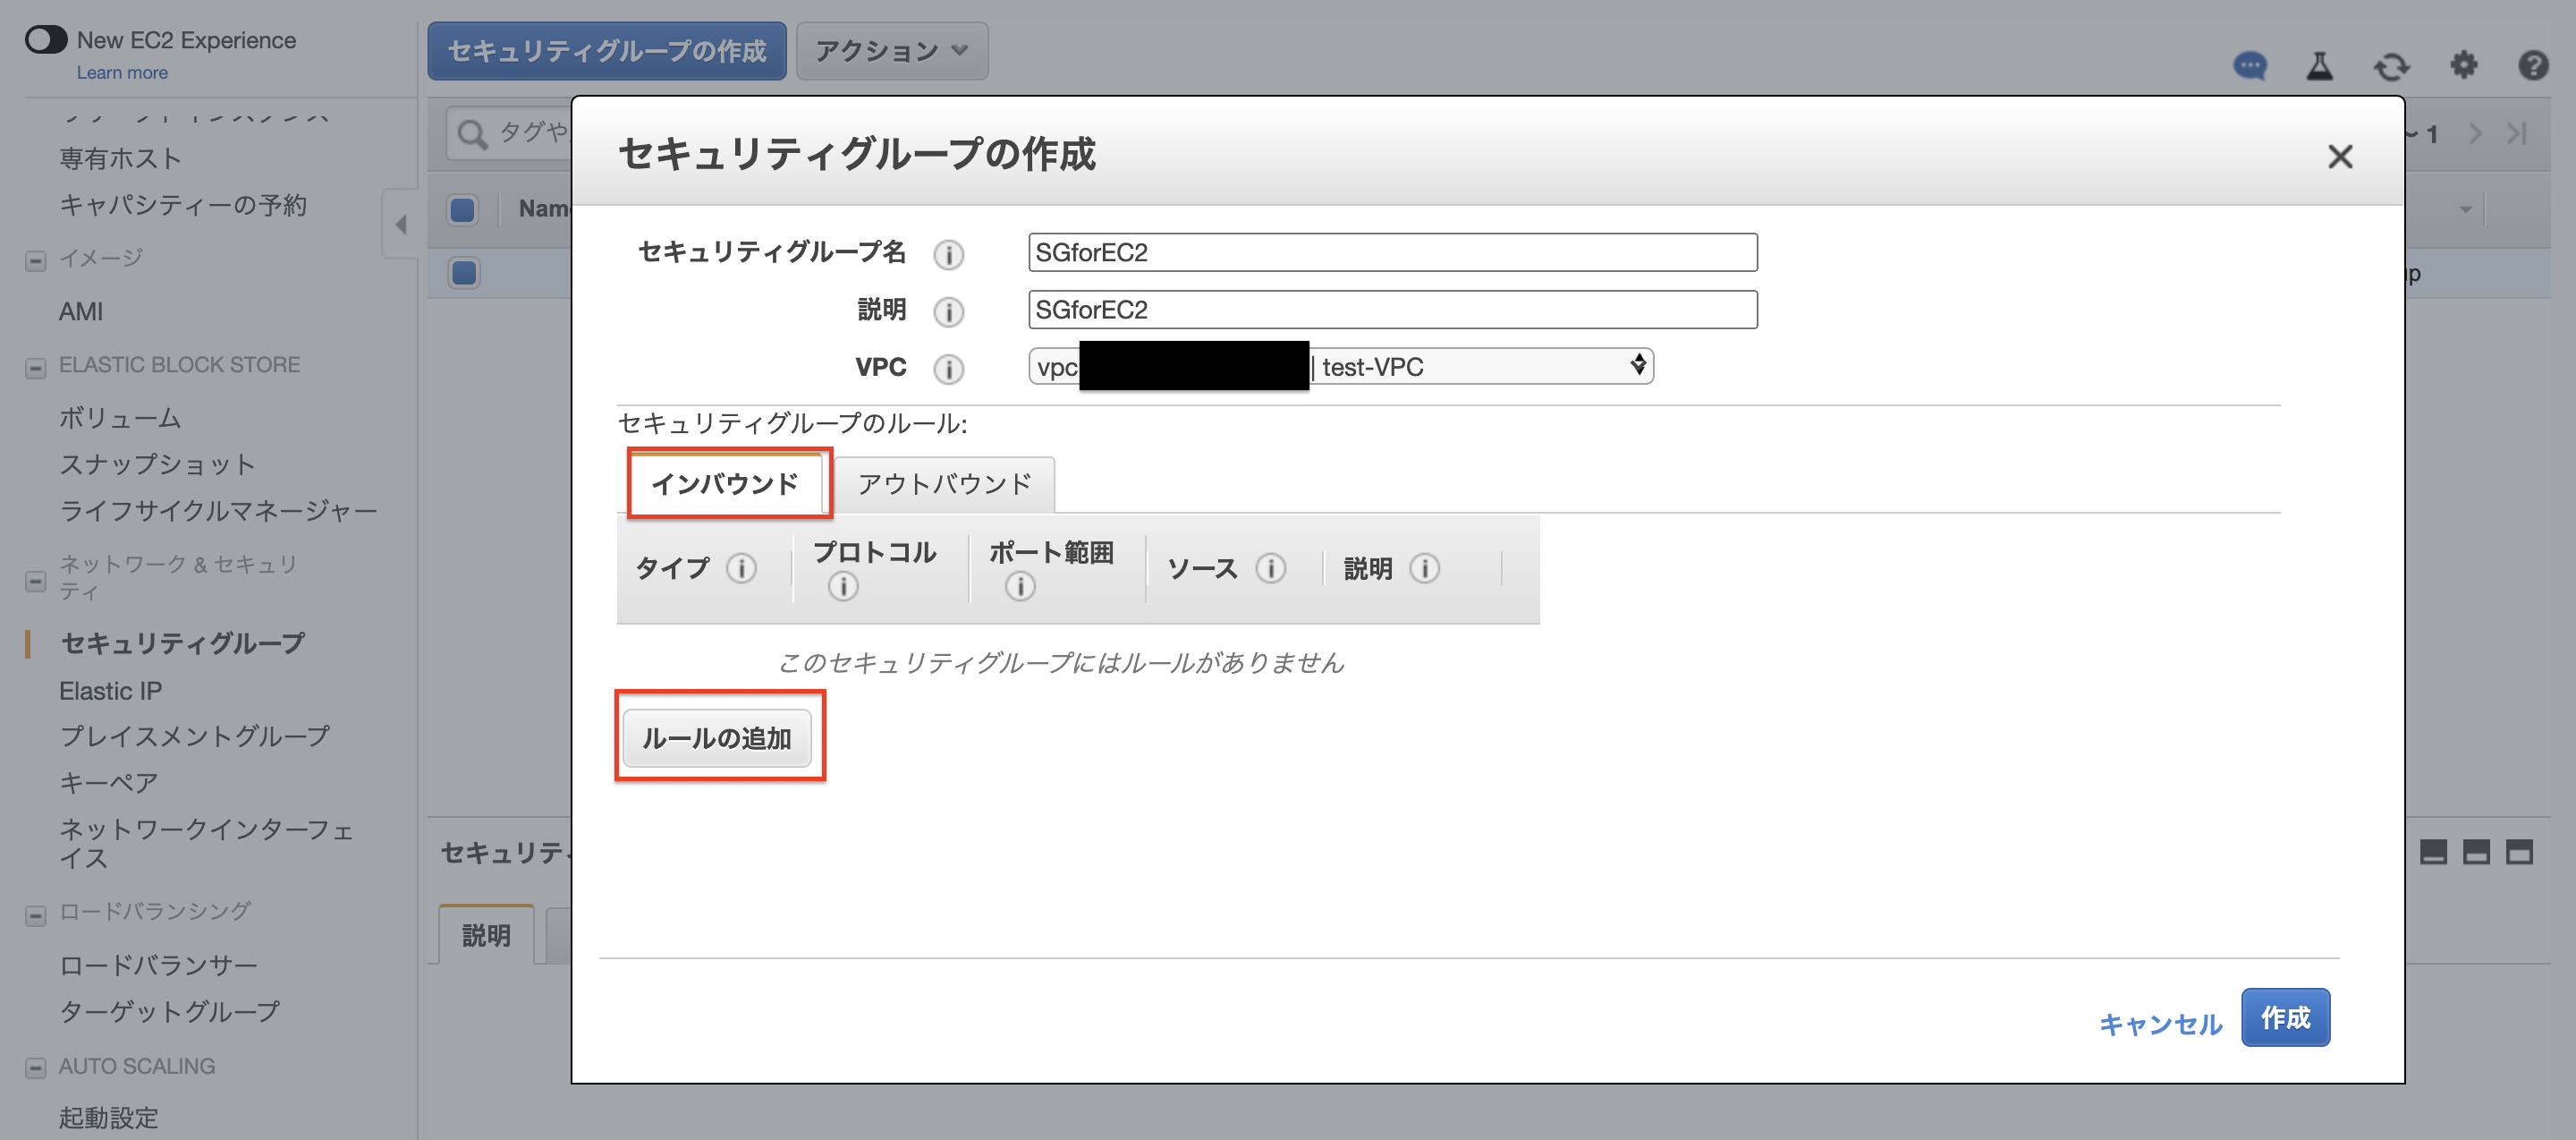 New EC2 Experience
Learn more
専有ホスト
キャパシティーの予約
イメージ
AMI
ELASTIC BLOCK STORE
ボリューム
スナップショット
ライフサイクルマネージャー
ネットワーク & セキュリ
ティ
セキュリティグループ
Elastic IP
プレイスメントグループ
キーペア
ネットワークインターフェ
イス
ロードバランシング
ロードバランサー
ターゲットグループ
AUTO SCALING
起動設定
セキュリティグループの作成 アクション
タグや
~ 1
Name
up
セキュリティ
説明
セキュリティグループの作成
セキュリティグループ名 SGforEC2
説明 SGforEC2
VPC vpc | test-VPC
セキュリティグループのルール:
インバウンド アウトバウンド
タイプ プロトコル ポート範囲 ソース 説明
このセキュリティグループにはルールがありません
ルールの追加
キャンセル 作成